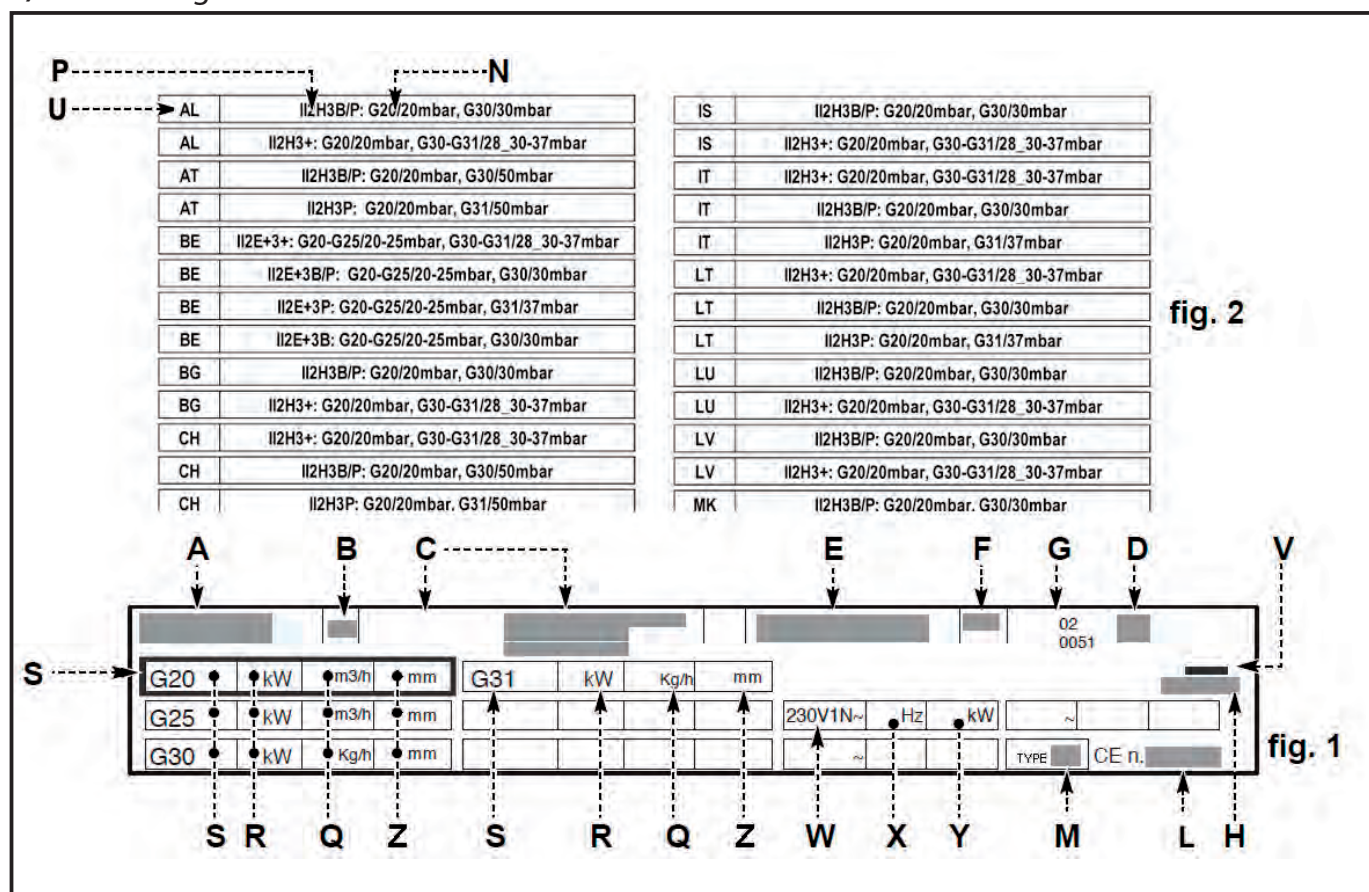 P N
U AL II2H3B/P: G20/20mbar, G30/30mbar
AL II2H3+: G20/20mbar, G30-G31/28_30-37mbar
AT II2H3B/P: G20/20mbar, G30/50mbar
AT II2H3P: G20/20mbar, G31/50mbar
BE II2E+3+: G20-G25/20-25mbar, G30-G31/28_30-37mbar
BE II2E+3B/P: G20-G25/20-25mbar, G30/30mbar
BE II2E+3P: G20-G25/20-25mbar, G31/37mbar
BE II2E+3B: G20-G25/20-25mbar, G30/30mbar
BG II2H3B/P: G20/20mbar, G30/30mbar
BG II2H3+: G20/20mbar, G30-G31/28_30-37mbar
CH II2H3+: G20/20mbar, G30-G31/28_30-37mbar
CH II2H3B/P: G20/20mbar, G30/50mbar
CH II2H3P: G20/20mbar. G31/50mbar
IS II2H3B/P: G20/20mbar, G30/30mbar
IS II2H3+: G20/20mbar, G30-G31/28_30-37mbar
IT II2H3+: G20/20mbar, G30-G31/28_30-37mbar
IT II2H3B/P: G20/20mbar, G30/30mbar
IT II2H3P: G20/20mbar, G31/37mbar
LT II2H3+: G20/20mbar, G30-G31/28_30-37mbar
LT II2H3B/P: G20/20mbar, G30/30mbar
LT II2H3P: G20/20mbar, G31/37mbar
LU II2H3B/P: G20/20mbar, G30/30mbar
LU II2H3+: G20/20mbar, G30-G31/28_30-37mbar
LV II2H3B/P: G20/20mbar, G30/30mbar
LV II2H3+: G20/20mbar, G30-G31/28_30-37mbar
MK II2H3B/P: G20/20mbar. G30/30mbar
fig. 2
A B C E F G D V
02
0051
S G20 kW m3/h mm G31 kW Kg/h mm
G25 kW m3/h mm 230V1N~ Hz kW ~
G30 kW Kg/h mm ~ TYPE CE n.
fig. 1
S R Q Z S R Q Z W X Y M L H